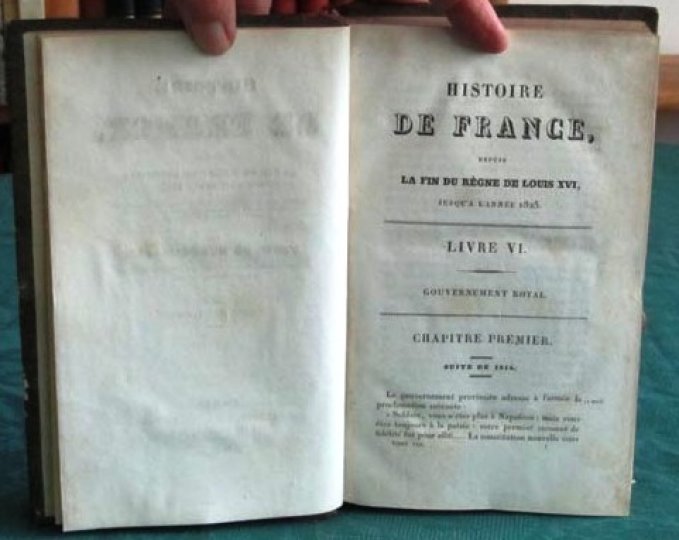 HISTOIRE
DE FRANCE,
DEPUIS
LA FIN DU RÈGNE DE LOUIS XVI,
JUSQU'A L'ANNÉE 1825.
LIVRE VI.
GOUVERNEMENT ROYAL.
CHAPITRE PREMIER.
SUITE DE 1814.
Le gouvernement provisoire adressa à l'armée la
proclamation suivante :
« Soldats, vous n'êtes plus à Napoléon ; mais vous
êtes toujours à la patrie : votre premier serment de
fidélité fut pour elle.... La constitution nouvelle vous